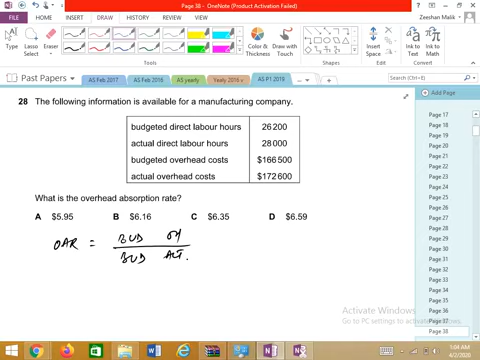 Page 38 - OneNote (Product Activation Failed)
Zeeshan Malik
FILE HOME INSERT DRAW HISTORY REVIEW VIEW
Type Lasso Select Eraser Color & Thickness Draw with Touch Insert Space Ink to Text Ink to Math
Tools Shapes Edit Convert
Past Papers AS Feb 2017 AS Feb 2016 AS yearly Yearly 2016 v AS P1 2019 Search (Ctrl+E)
Add Page
Page 17
Page 18
Page 19
Page 20
Page 21
Page 22
Page 23
Page 24
Page 25
Page 26
Page 27
Page 28
Page 29
Page 30
Page 31
Page 32
Page 33
Page 34
Page 35
Page 36
Page 37
Page 38
28 The following information is available for a manufacturing company.
budgeted direct labour hours 26 200
actual direct labour hours 28 000
budgeted overhead costs $166 500
actual overhead costs $172 600
What is the overhead absorption rate?
A $5.95 B $6.16 C $6.35 D $6.59
OAR = BUD OH
BUD ACT.
Activate Windows
Go to PC settings to activate Windows.
5:04 AM
4/2/2020